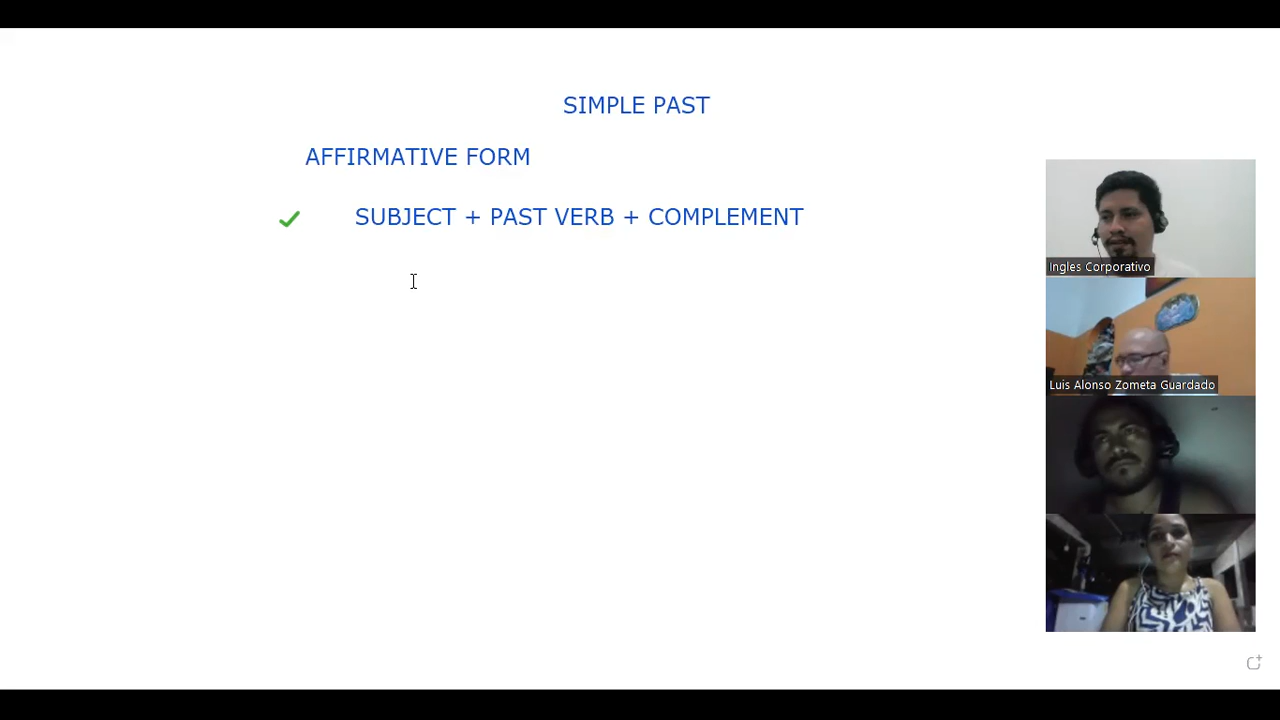 SIMPLE PAST
AFFIRMATIVE FORM
SUBJECT + PAST VERB + COMPLEMENT
Ingles Corporativo
Luis Alonso Zometa Guardado